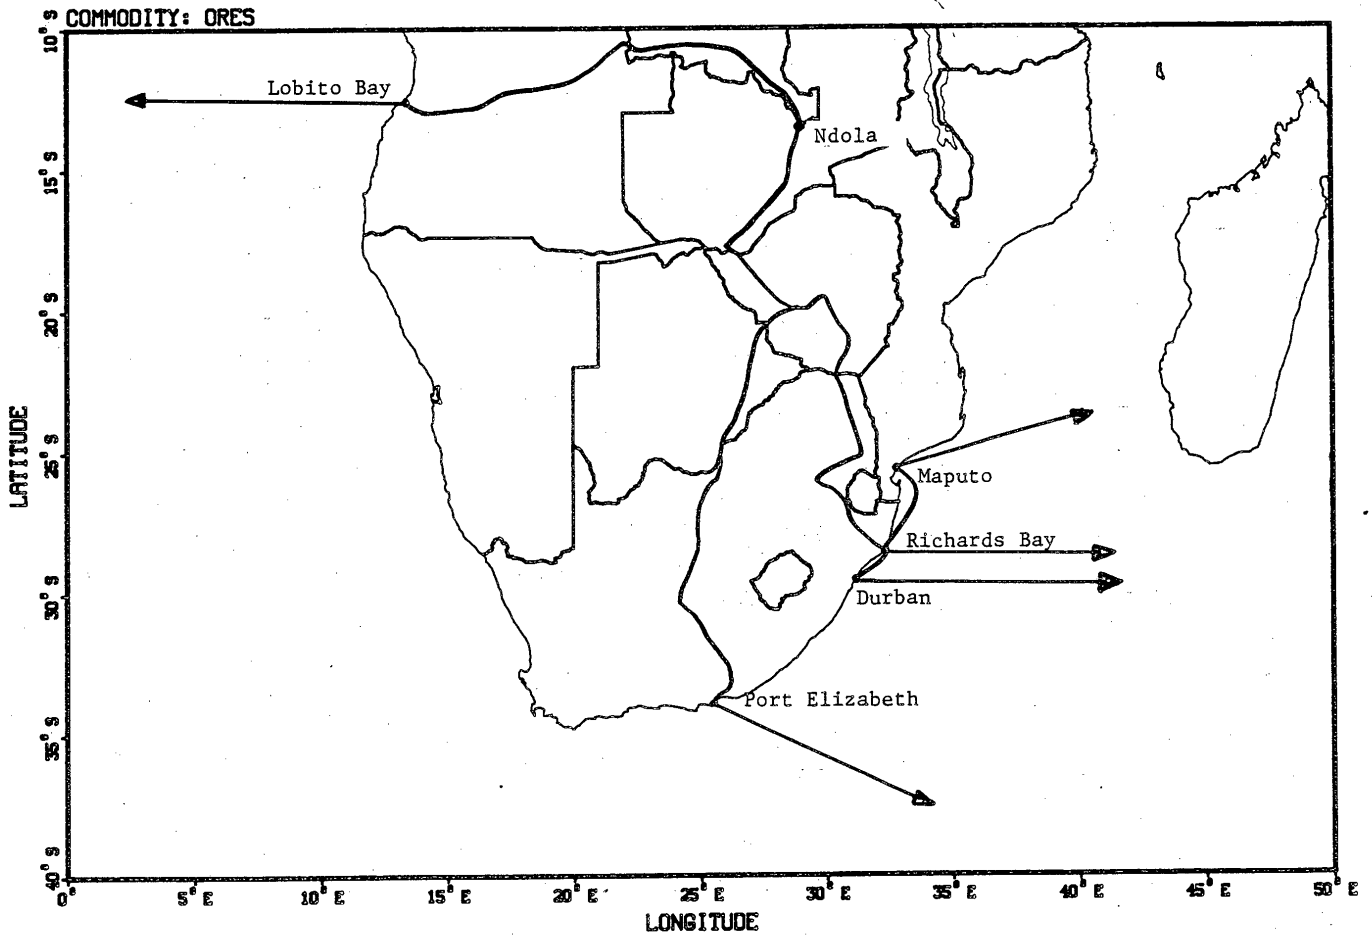 COMMODITY: ORES
10° S
15° S
20° S
25° S
30° S
35° S
40° S
LATITUDE
Lobito Bay
Ndola
Maputo
Richards Bay
Durban
Port Elizabeth
0° E
5° E
10° E
15° E
20° E
25° E
30° E
35° E
40° E
45° E
50° E
LONGITUDE